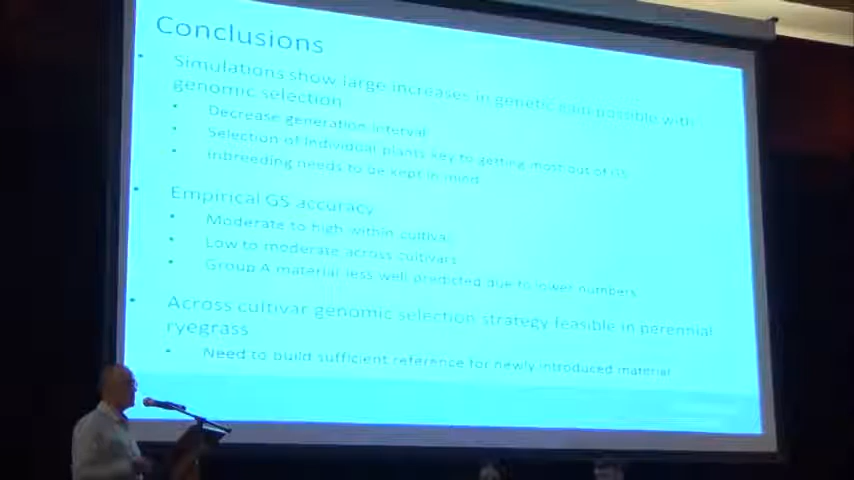 Conclusions
Simulations show large increases in genetic gain possible with
genomic selection
Decrease generation interval
Selection of individual plants key to getting most out of GS
Inbreeding needs to be kept in mind
Empirical GS accuracy
Moderate to high within cultivar
Low to moderate across cultivars
Group A material less well predicted due to lower numbers
Across cultivar genomic selection strategy feasible in perennial
ryegrass
Need to build sufficient reference for newly introduced material